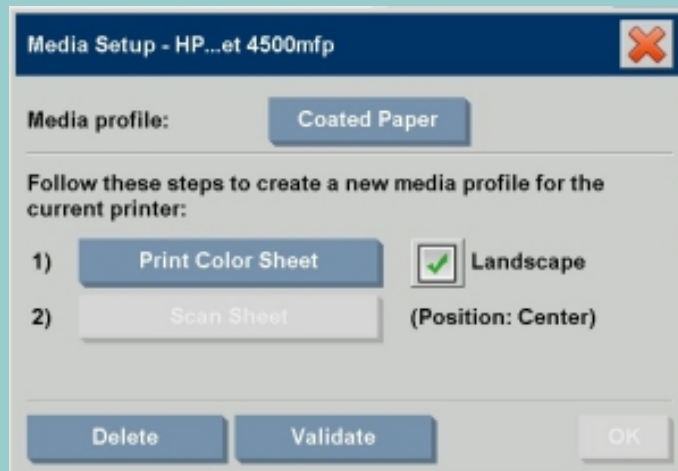 Media Setup - HP...et 4500mfp
Media profile: Coated Paper
Follow these steps to create a new media profile for the
current printer:
1) Print Color Sheet Landscape
2) Scan Sheet (Position: Center)
Delete Validate OK